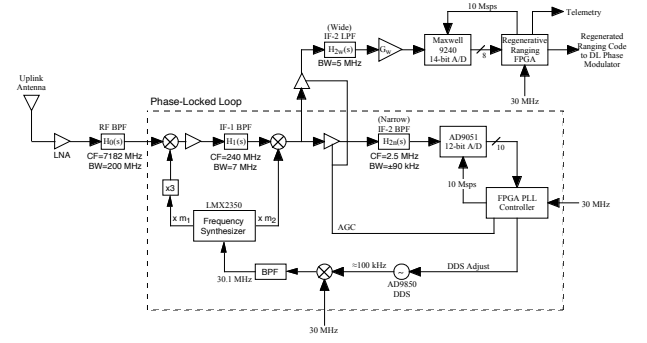 10 Msps
Telemetry
(Wide)
IF-2 LPF
H2w(s)
BW=5 MHz
Gw
Maxwell
9240
14-bit A/D
8
Regenerative
Ranging
FPGA
Regenerated
Ranging Code
to DL Phase
Modulator
30 MHz
Uplink
Antenna
LNA
RF BPF
H0(s)
CF=7182 MHz
BW=200 MHz
Phase-Locked Loop
IF-1 BPF
H1(s)
CF=240 MHz
BW=7 MHz
(Narrow)
IF-2 BPF
H2n(s)
CF=2.5 MHz
BW=±90 kHz
AD9051
12-bit A/D
10
10 Msps
x3
x m1
LMX2350
Frequency
Synthesizer
x m2
AGC
FPGA PLL
Controller
30 MHz
30.1 MHz
BPF
≈100 kHz
~
AD9850
DDS
DDS Adjust
30 MHz